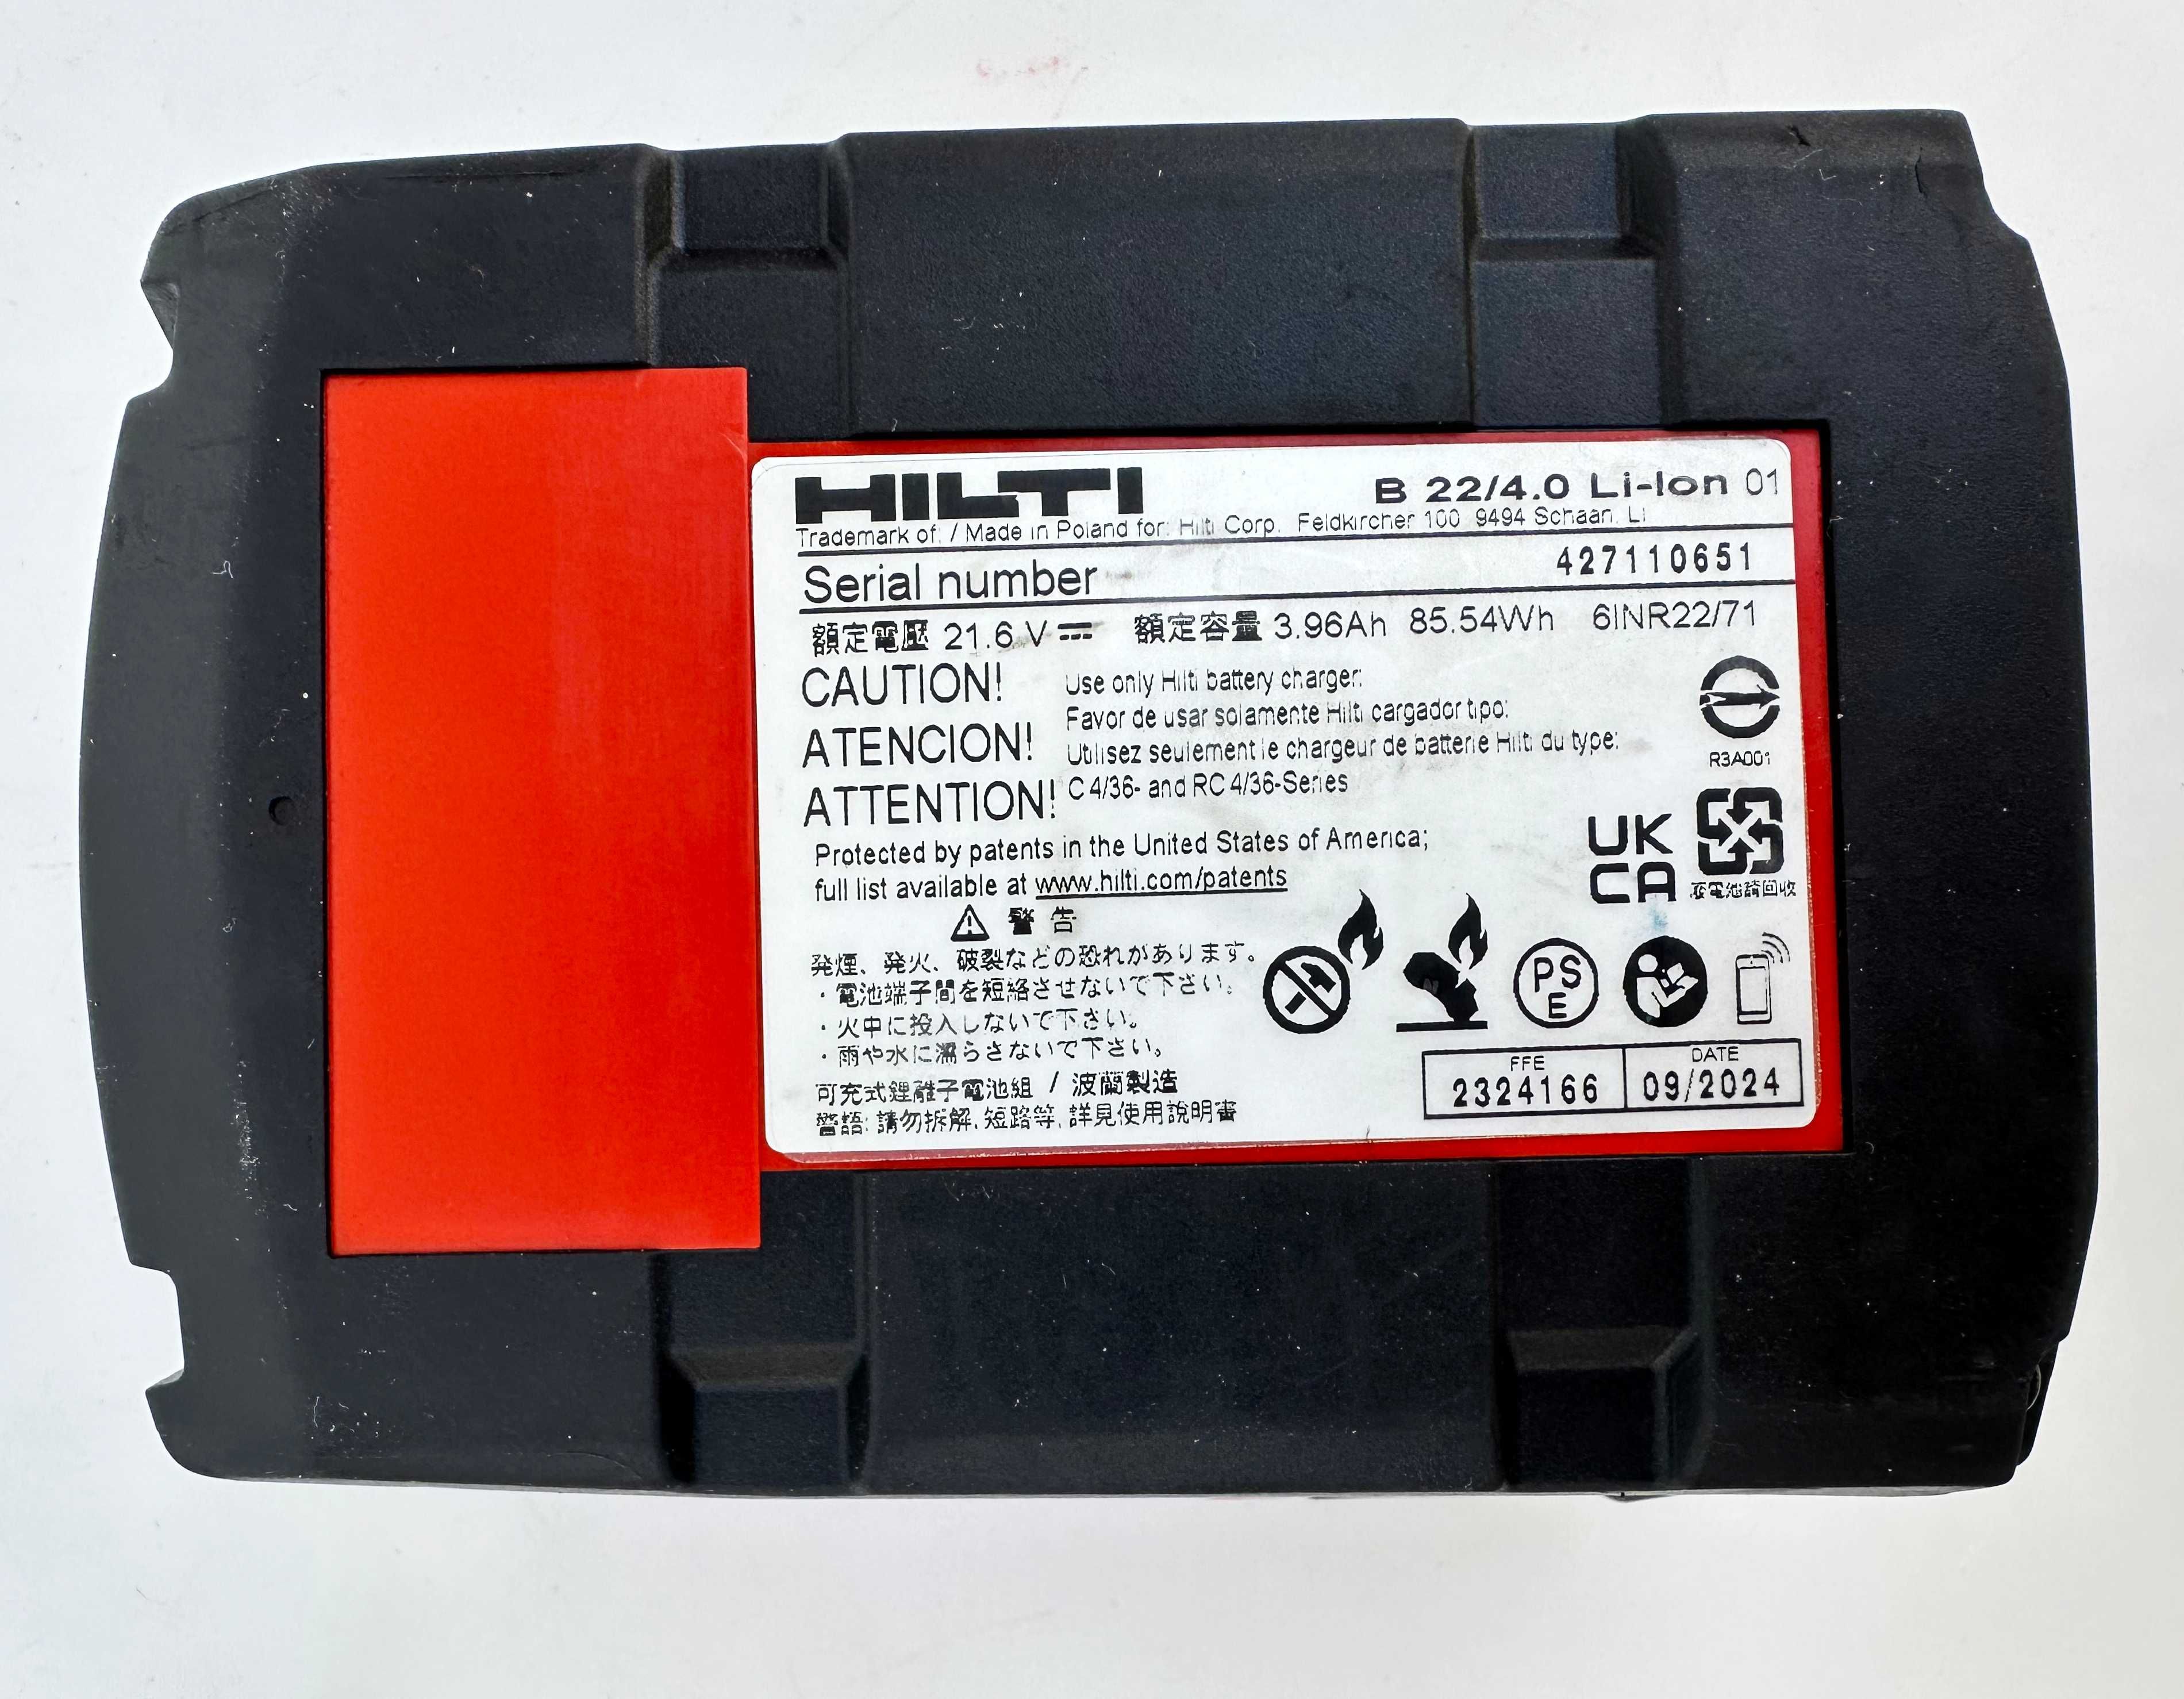 HILTI
B 22/4.0 Li-Ion 01
Trademark of: / Made in Poland for: Hilti Corp. Feldkircher 100 9494 Schaan, LI
Serial number 427110651
額定電壓 21.6 V 額定容量 3.96Ah 85.54Wh 6INR22/71
CAUTION!
ATENCION!
ATTENTION!
Use only Hilti battery charger:
Favor de usar solamente Hilti cargador tipo:
Utilisez seulement le chargeur de batterie Hilti du type:
C 4/36- and RC 4/36-Series
R3A001
Protected by patents in the United States of America;
full list available at www.hilti.com/patents
UK
CA
廢電池請回收
警告
発煙、発火、破裂などの恐れがあります。
・電池端子間を短絡させないで下さい。
・火中に投入しないで下さい。
・雨や水に濡らさないで下さい。
PS
E
可充式鋰離子電池組 / 波蘭製造
警語: 請勿拆解, 短路等, 詳見使用說明書
FFE
2324166
DATE
09/2024